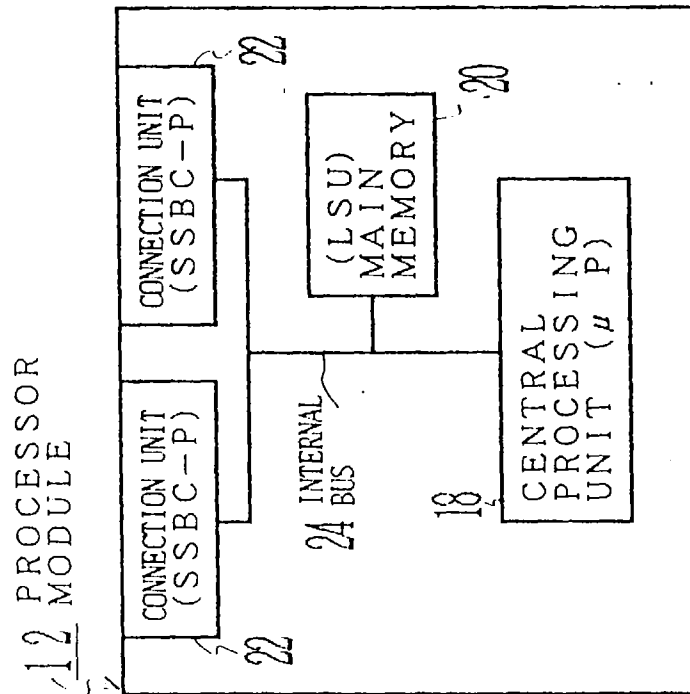 12 PROCESSOR
MODULE
CONNECTION UNIT
(SSBC-P)
22
CONNECTION UNIT
(SSBC-P)
22
24 INTERNAL
BUS
(LSU)
MAIN
MEMORY
20
18
CENTRAL
PROCESSING
UNIT (μP)